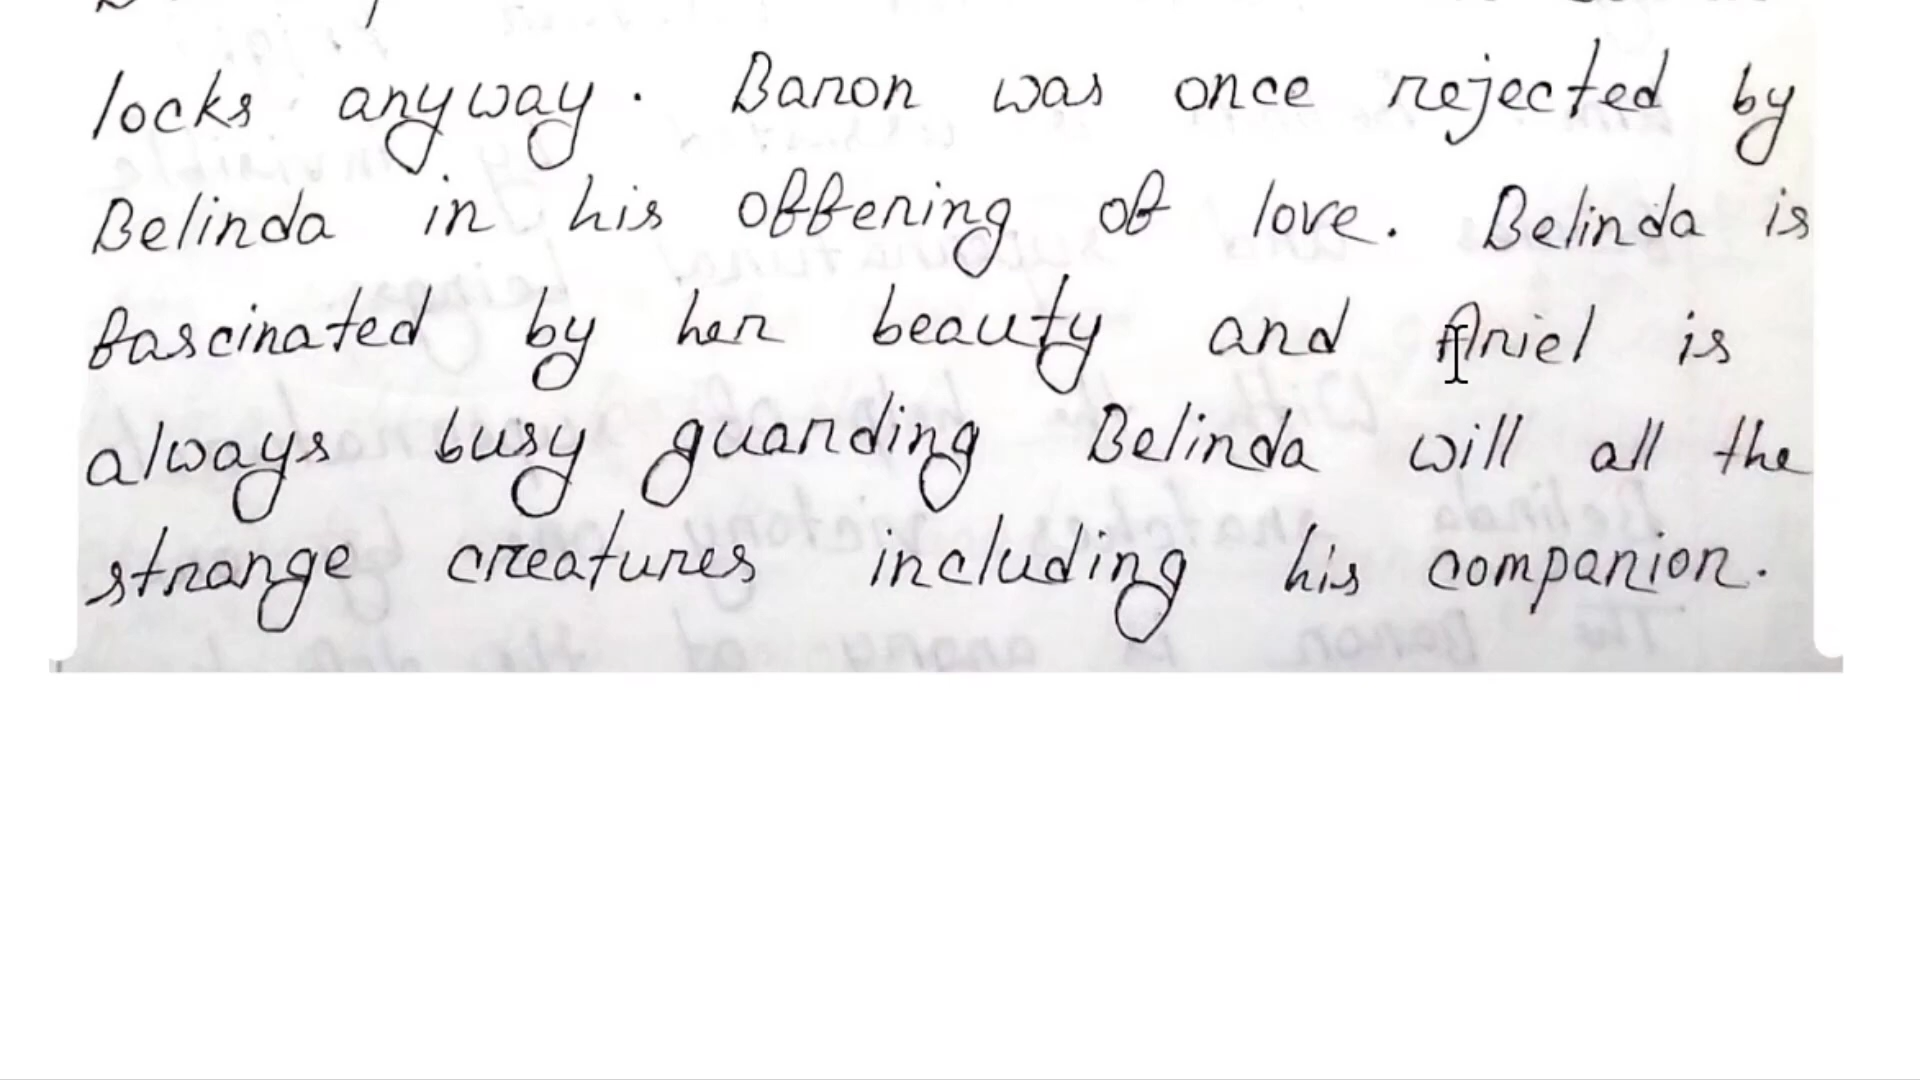 locks anyway. Baron was once rejected by
Belinda in his offering of love. Belinda is
fascinated by her beauty and Ariel is
always busy guarding Belinda will all the
strange creatures including his companion.